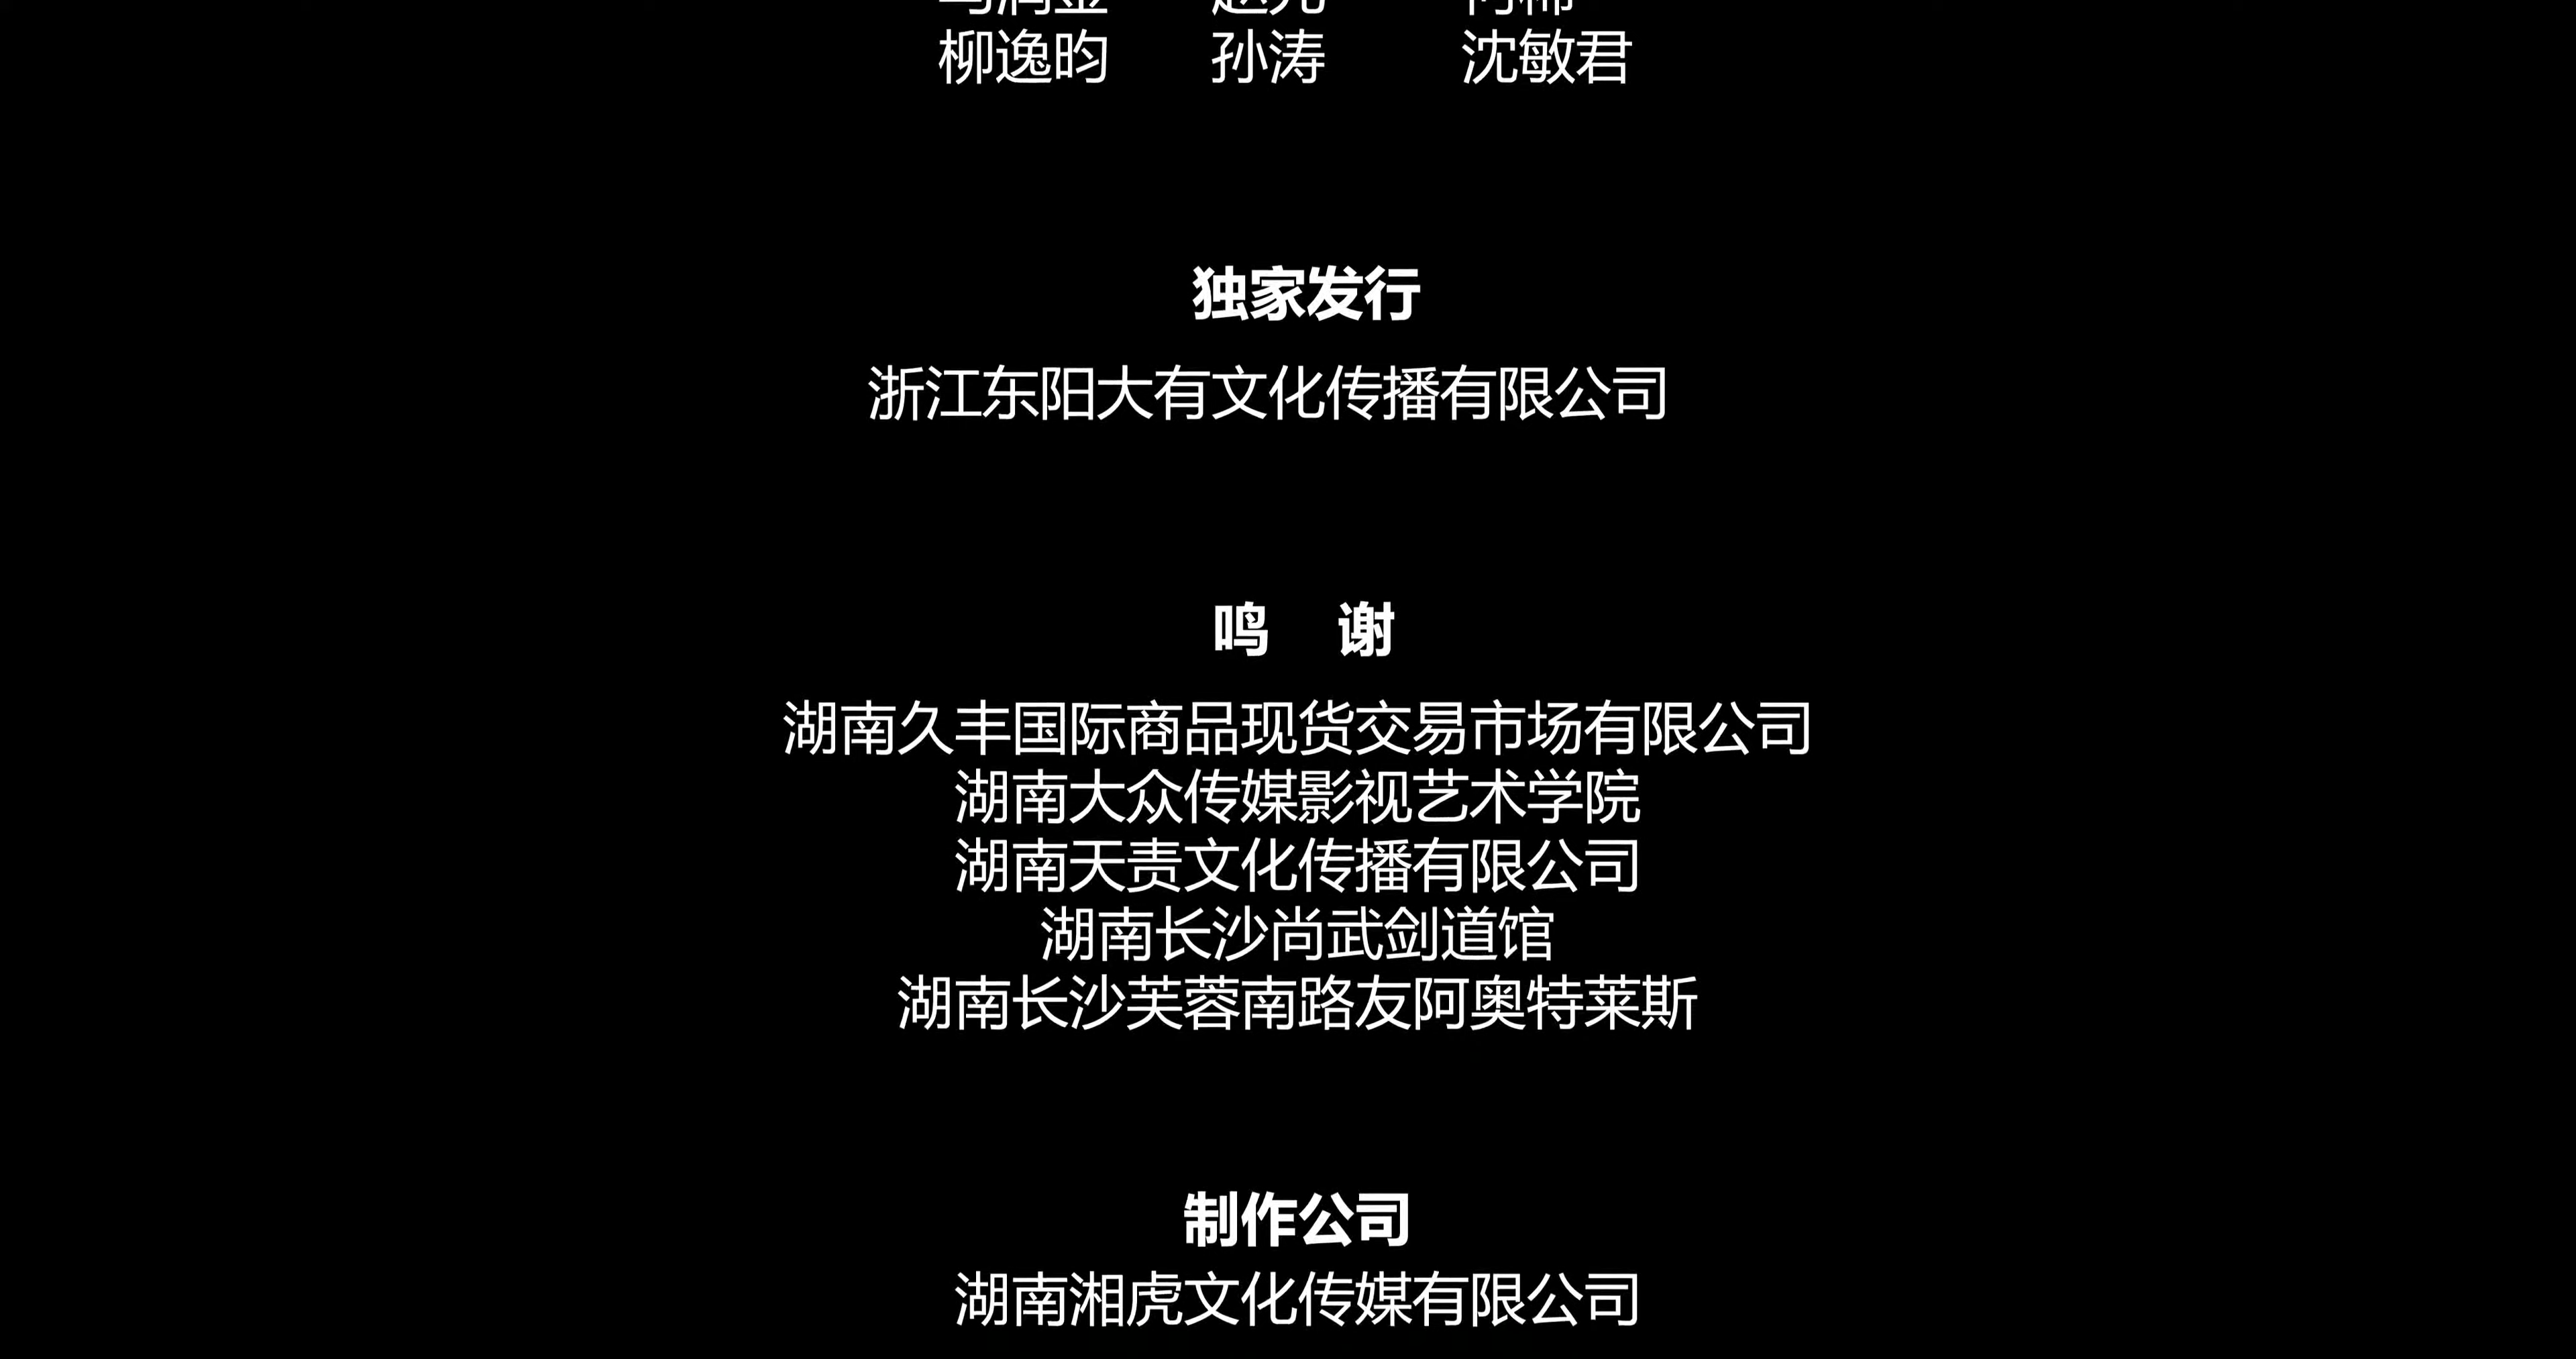 柳逸昀 孙涛 沈敏君
独家发行
浙江东阳大有文化传播有限公司
鸣 谢
湖南久丰国际商品现货交易市场有限公司
湖南大众传媒影视艺术学院
湖南天责文化传播有限公司
湖南长沙尚武剑道馆
湖南长沙芙蓉南路友阿奥特莱斯
制作公司
湖南湘虎文化传媒有限公司